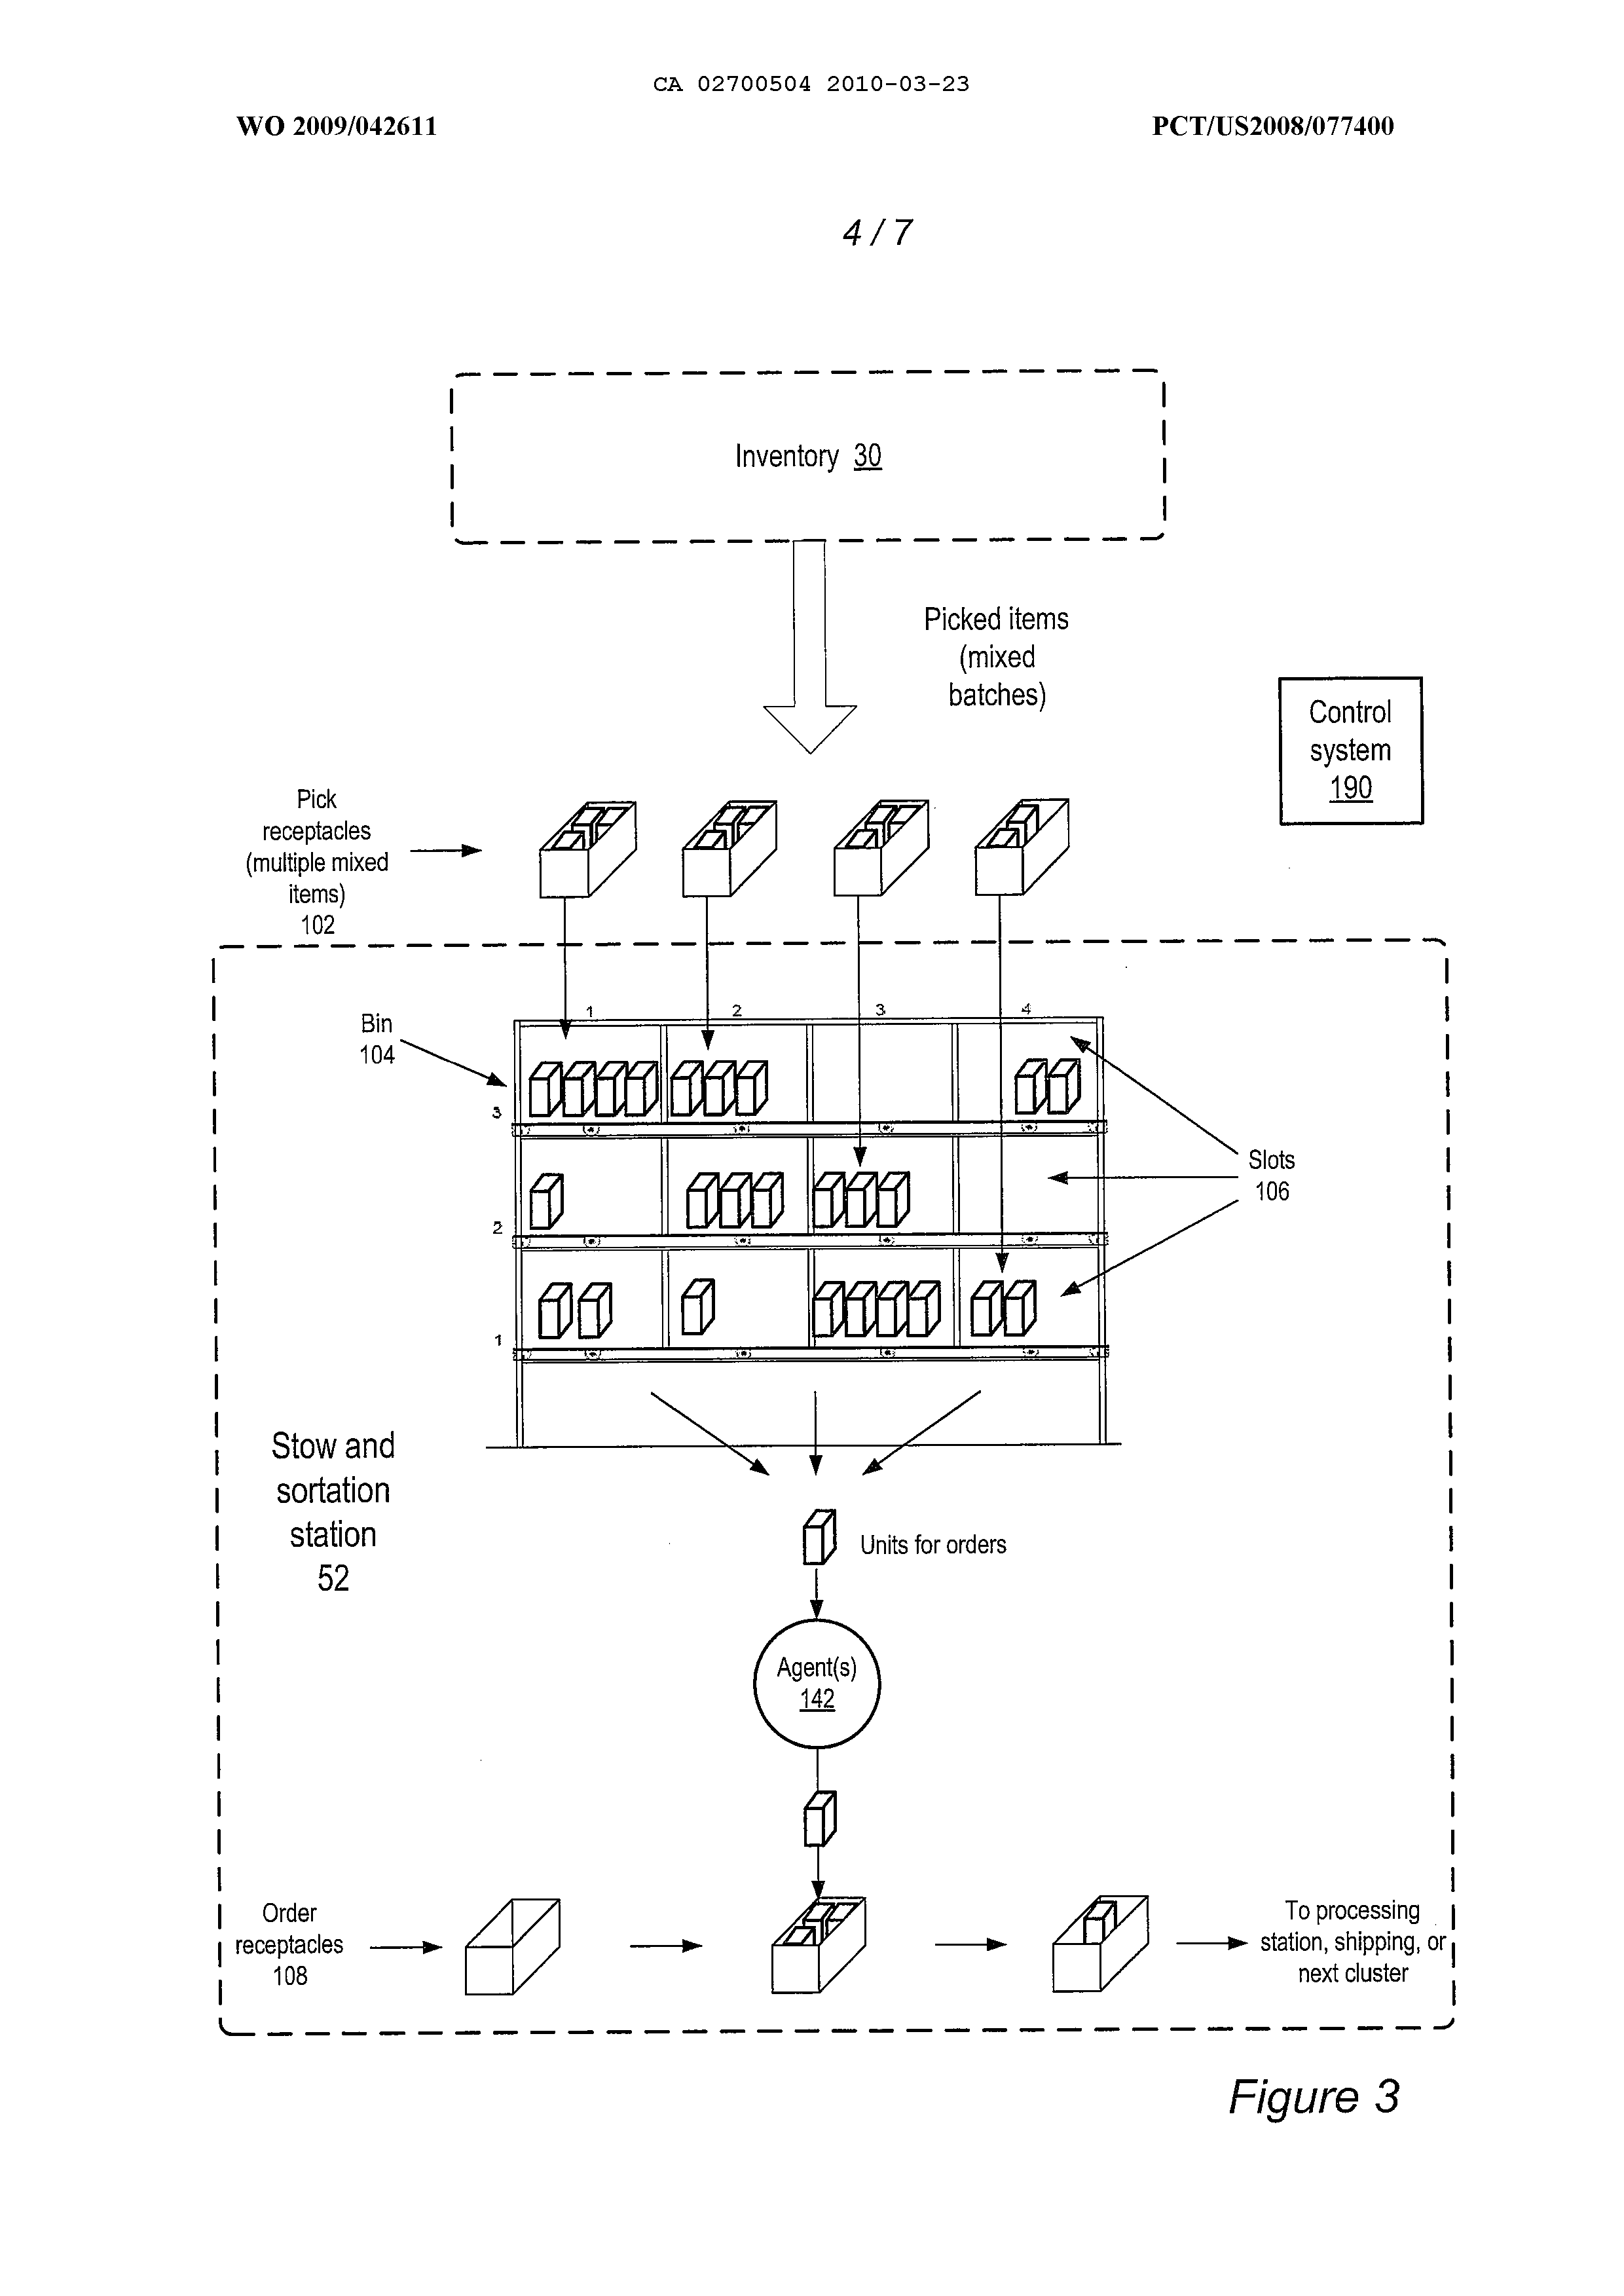 CA 02700504 2010-03-23
WO 2009/042611
PCT/US2008/077400
4 / 7
Inventory 30
Picked items
(mixed
batches)
Control
system
190
Pick
receptacles
(multiple mixed
items)
102
Bin
104
1
2
3
4
3
2
1
Slots
106
Stow and
sortation
station
52
Units for orders
Agent(s)
142
Order
receptacles
108
To processing
station, shipping, or
next cluster
Figure 3